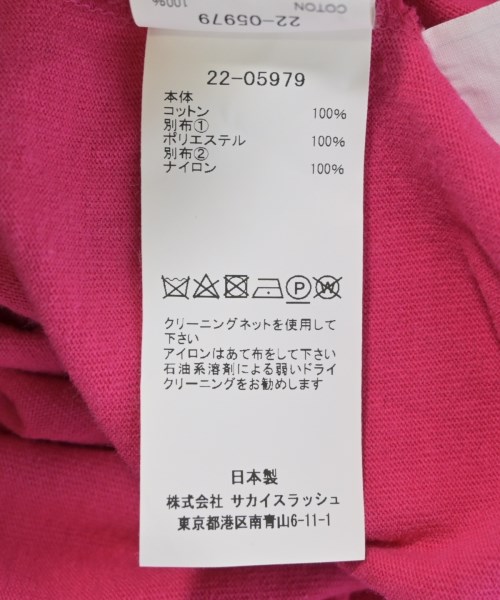 COTTON 100%
22-05979
22-05979
本体
コットン 100%
別布①
ポリエステル 100%
別布②
ナイロン 100%
P W
クリーニングネットを使用して
下さい
アイロンはあて布をして下さい
石油系溶剤による弱いドライ
クリーニングをお勧めします
日本製
株式会社 サカイスラッシュ
東京都港区南青山6-11-1